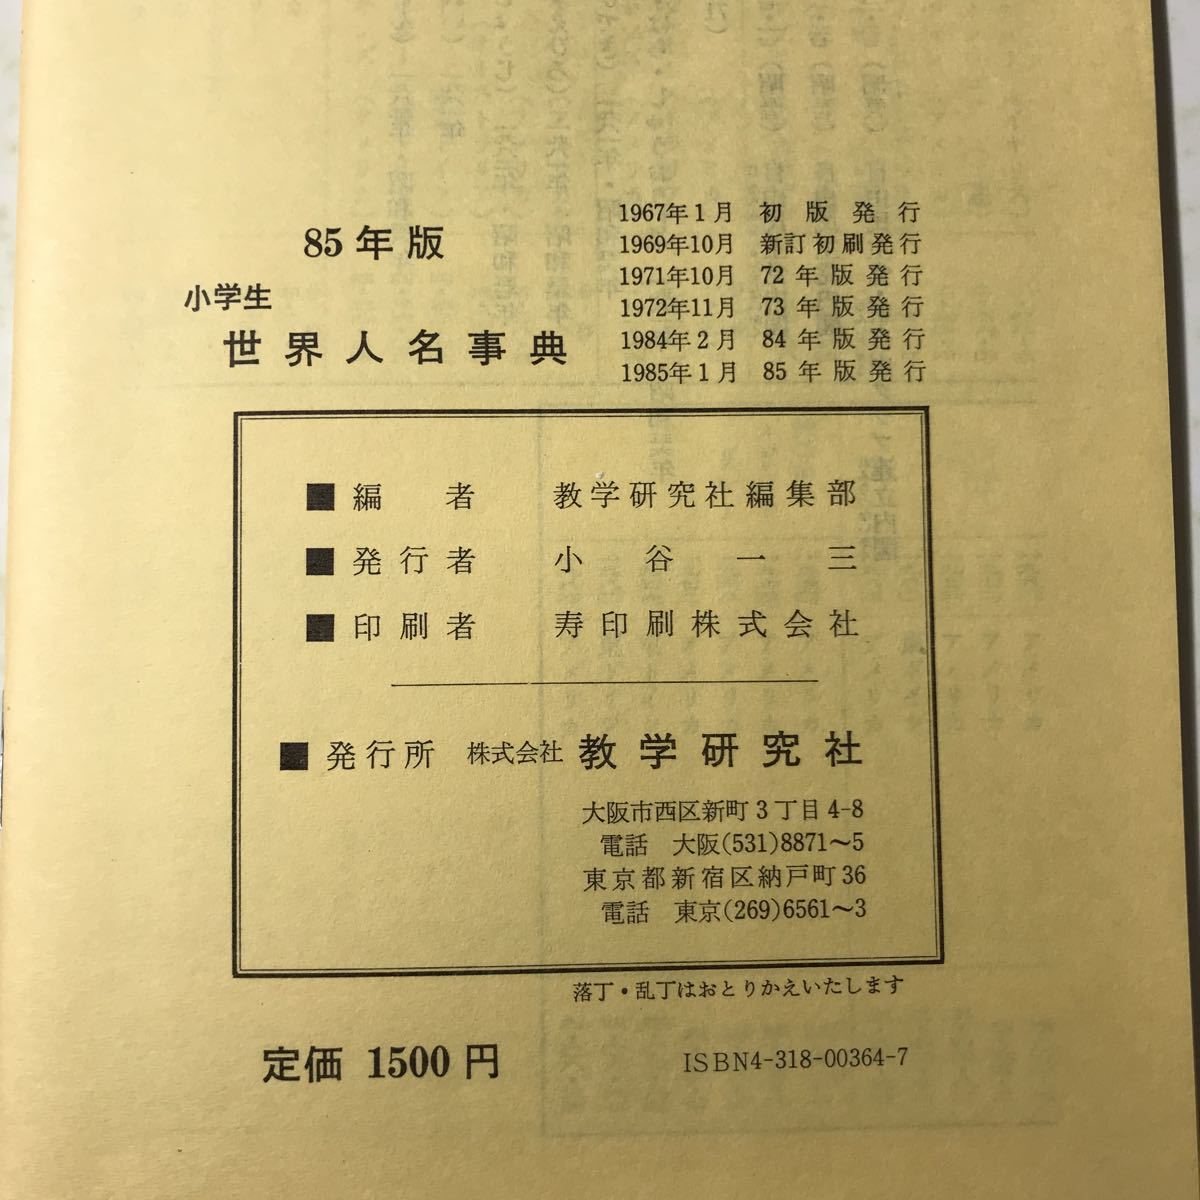 85年版
小学生
世界人名事典
1967年1月 初版発行
1969年10月 新訂初刷発行
1971年10月 72年版発行
1972年11月 73年版発行
1984年2月 84年版発行
1985年1月 85年版発行
■編者 教学研究社編集部
■発行者 小谷一三
■印刷者 寿印刷株式会社
■発行所 株式会社 教学研究社
大阪市西区新町3丁目4-8
電話 大阪(531)8871〜5
東京都新宿区納戸町36
電話 東京(269)6561〜3
落丁・乱丁はおとりかえいたします
定価 1500円
ISBN4-318-00364-7